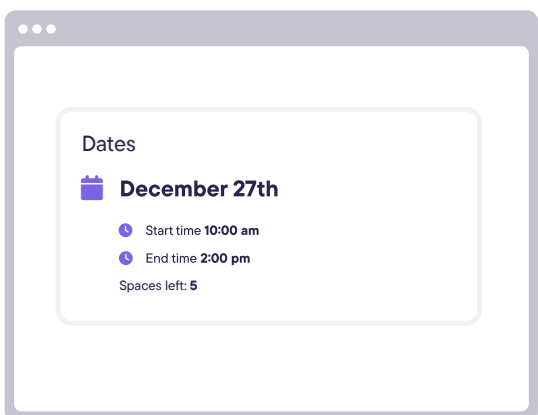 Dates
December 27th
Start time 10:00 am
End time 2:00 pm
Spaces left: 5